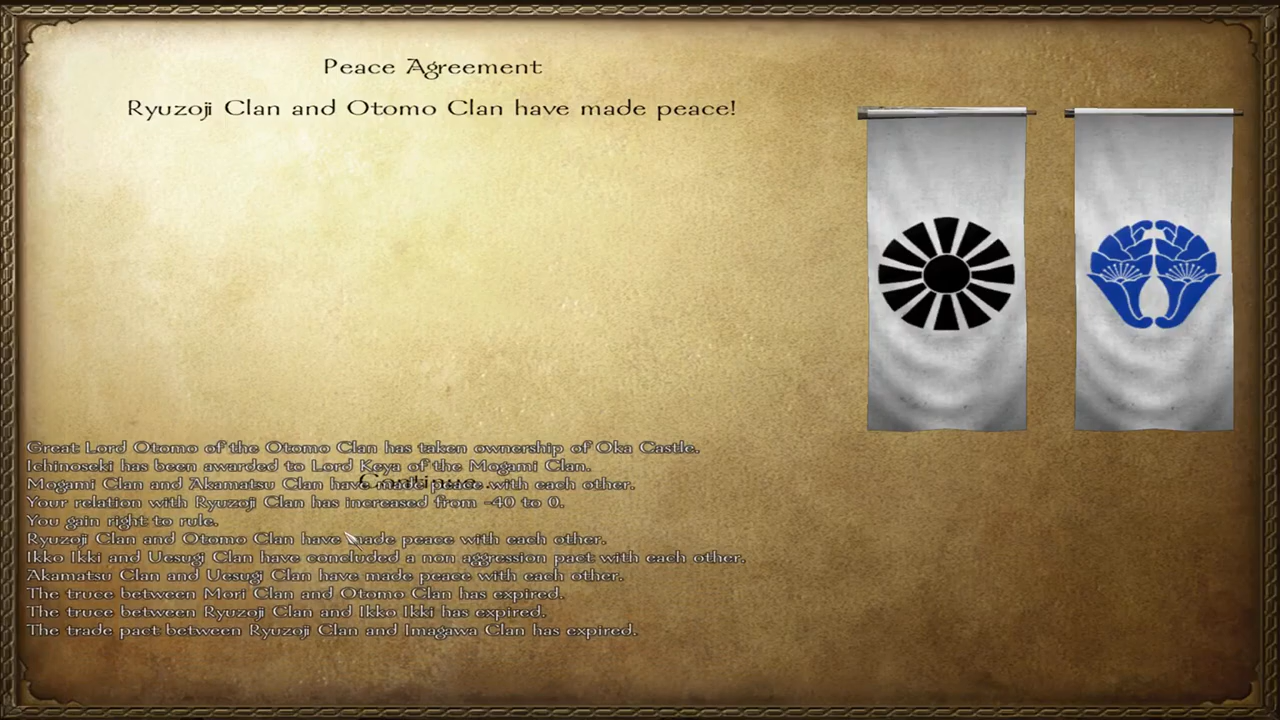 Peace Agreement
Ryuzoji Clan and Otomo Clan have made peace!
Great Lord Otomo of the Otomo Clan has taken ownership of Oka Castle.
Ichinoseki has been awarded to Lord Keya of the Mogami Clan.
Continue...
Mogami Clan and Akamatsu Clan have made peace with each other.
Your relation with Ryuzoji Clan has increased from -40 to 0.
You gain right to rule.
Ryuzoji Clan and Otomo Clan have made peace with each other.
Ikko Ikki and Uesugi Clan have concluded a non aggression pact with each other.
Akamatsu Clan and Uesugi Clan have made peace with each other.
The truce between Mori Clan and Otomo Clan has expired.
The truce between Ryuzoji Clan and Ikko Ikki has expired.
The trade pact between Ryuzoji Clan and Imagawa Clan has expired.